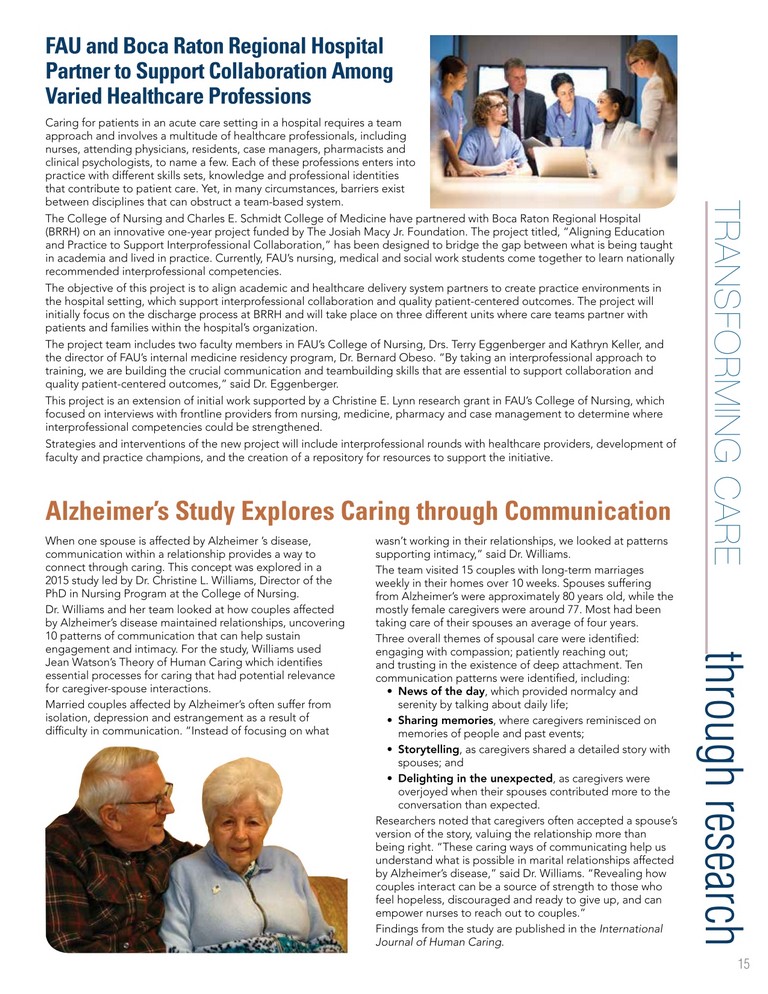 FAU and Boca Raton Regional Hospital
Partner to Support Collaboration Among
Varied Healthcare Professions
Caring for patients in an acute care setting in a hospital requires a team
approach and involves a multitude of healthcare professionals, including
nurses, attending physicians, residents, case managers, pharmacists and
clinical psychologists, to name a few. Each of these professions enters into
practice with different skills sets, knowledge and professional identities
that contribute to patient care. Yet, in many circumstances, barriers exist
between disciplines that can obstruct a team-based system.
The College of Nursing and Charles E. Schmidt College of Medicine have partnered with Boca Raton Regional Hospital
(BRRH) on an innovative one-year project funded by The Josiah Macy Jr. Foundation. The project titled, “Aligning Education
and Practice to Support Interprofessional Collaboration,” has been designed to bridge the gap between what is being taught
in academia and lived in practice. Currently, FAU’s nursing, medical and social work students come together to learn nationally
recommended interprofessional competencies.
The objective of this project is to align academic and healthcare delivery system partners to create practice environments in
the hospital setting, which support interprofessional collaboration and quality patient-centered outcomes. The project will
initially focus on the discharge process at BRRH and will take place on three different units where care teams partner with
patients and families within the hospital’s organization.
The project team includes two faculty members in FAU’s College of Nursing, Drs. Terry Eggenberger and Kathryn Keller, and
the director of FAU’s internal medicine residency program, Dr. Bernard Obeso. “By taking an interprofessional approach to
training, we are building the crucial communication and teambuilding skills that are essential to support collaboration and
quality patient-centered outcomes,” said Dr. Eggenberger.
This project is an extension of initial work supported by a Christine E. Lynn research grant in FAU’s College of Nursing, which
focused on interviews with frontline providers from nursing, medicine, pharmacy and case management to determine where
interprofessional competencies could be strengthened.
Strategies and interventions of the new project will include interprofessional rounds with healthcare providers, development of
faculty and practice champions, and the creation of a repository for resources to support the initiative.
Alzheimer’s Study Explores Caring through Communication
When one spouse is affected by Alzheimer ’s disease,
communication within a relationship provides a way to
connect through caring. This concept was explored in a
2015 study led by Dr. Christine L. Williams, Director of the
PhD in Nursing Program at the College of Nursing.
Dr. Williams and her team looked at how couples affected
by Alzheimer’s disease maintained relationships, uncovering
10 patterns of communication that can help sustain
engagement and intimacy. For the study, Williams used
Jean Watson’s Theory of Human Caring which identifies
essential processes for caring that had potential relevance
for caregiver-spouse interactions.
Married couples affected by Alzheimer’s often suffer from
isolation, depression and estrangement as a result of
difficulty in communication. “Instead of focusing on what
wasn’t working in their relationships, we looked at patterns
supporting intimacy,” said Dr. Williams.
The team visited 15 couples with long-term marriages
weekly in their homes over 10 weeks. Spouses suffering
from Alzheimer’s were approximately 80 years old, while the
mostly female caregivers were around 77. Most had been
taking care of their spouses an average of four years.
Three overall themes of spousal care were identified:
engaging with compassion; patiently reaching out;
and trusting in the existence of deep attachment. Ten
communication patterns were identified, including:
• News of the day, which provided normalcy and
serenity by talking about daily life;
• Sharing memories, where caregivers reminisced on
memories of people and past events;
• Storytelling, as caregivers shared a detailed story with
spouses; and
• Delighting in the unexpected, as caregivers were
overjoyed when their spouses contributed more to the
conversation than expected.
Researchers noted that caregivers often accepted a spouse’s
version of the story, valuing the relationship more than
being right. “These caring ways of communicating help us
understand what is possible in marital relationships affected
by Alzheimer’s disease,” said Dr. Williams. “Revealing how
couples interact can be a source of strength to those who
feel hopeless, discouraged and ready to give up, and can
empower nurses to reach out to couples.”
Findings from the study are published in the International
Journal of Human Caring.
TRANSFORMING CARE
through research
15